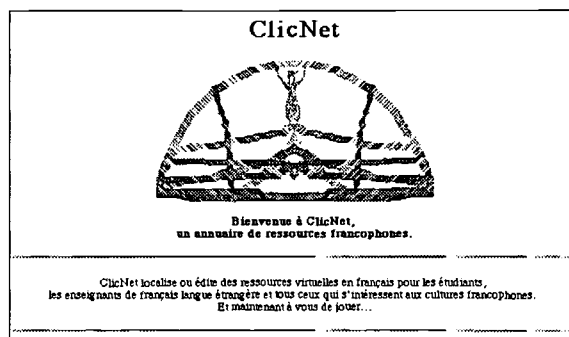 ClicNet
Bienvenue à ClicNet,
un annuaire de ressources francophones.
ClicNet localise ou édite des ressources virtuelles en français pour les étudiants,
les enseignants de français langue étrangère et tous ceux qui s'intéressent aux cultures francophones.
Et maintenant à vous de jouer...